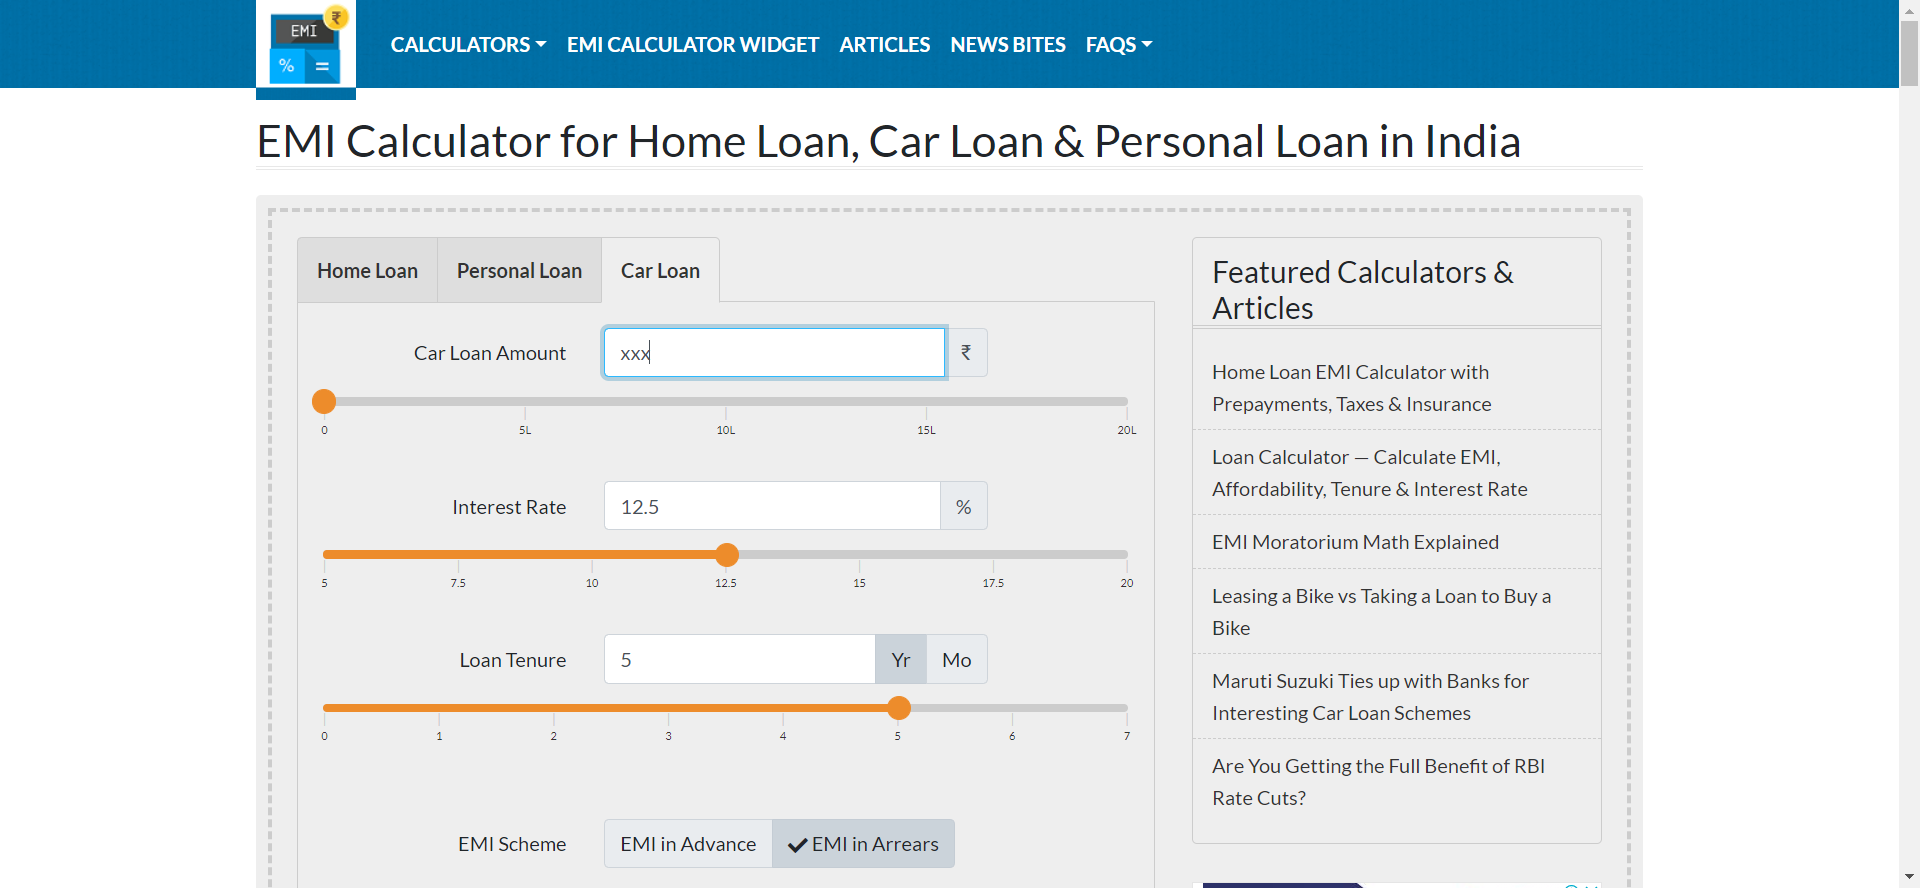 EMI
₹
%
=
CALCULATORS
EMI CALCULATOR WIDGET
ARTICLES
NEWS BITES
FAQS
EMI Calculator for Home Loan, Car Loan & Personal Loan in India
Home Loan
Personal Loan
Car Loan
Car Loan Amount
xxx
₹
0
5L
10L
15L
20L
Interest Rate
12.5
%
5
7.5
10
12.5
15
17.5
20
Loan Tenure
5
Yr
Mo
0
1
2
3
4
5
6
7
EMI Scheme
EMI in Advance
EMI in Arrears
Featured Calculators &
Articles
Home Loan EMI Calculator with
Prepayments, Taxes & Insurance
Loan Calculator — Calculate EMI,
Affordability, Tenure & Interest Rate
EMI Moratorium Math Explained
Leasing a Bike vs Taking a Loan to Buy a
Bike
Maruti Suzuki Ties up with Banks for
Interesting Car Loan Schemes
Are You Getting the Full Benefit of RBI
Rate Cuts?